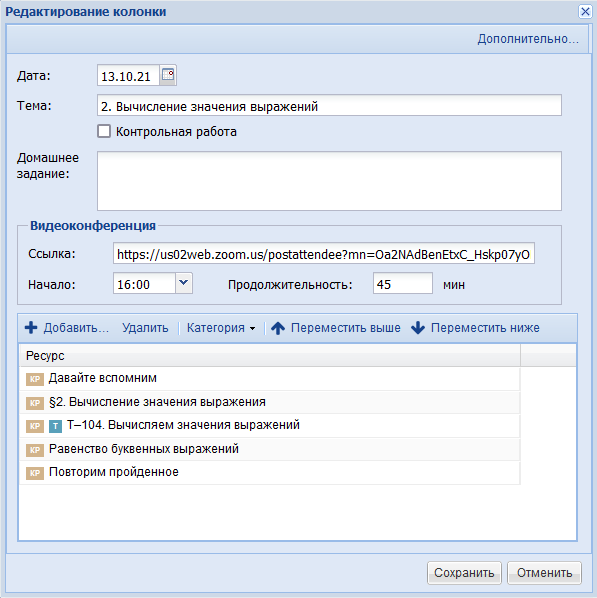 Редактирование колонки
Дополнительно...
Дата: 13.10.21
Тема: 2. Вычисление значения выражений
Контрольная работа
Домашнее
задание:
Видеоконференция
Ссылка: https://us02web.zoom.us/postattendee?mn=Oa2NAdBenEtxC_Hskp07yO
Начало: 16:00 Продолжительность: 45 мин
Добавить... Удалить Категория Переместить выше Переместить ниже
Ресурс
КР Давайте вспомним
КР §2. Вычисление значения выражения
КР Т Т–104. Вычисляем значения выражений
КР Равенство буквенных выражений
КР Повторим пройденное
Сохранить Отменить